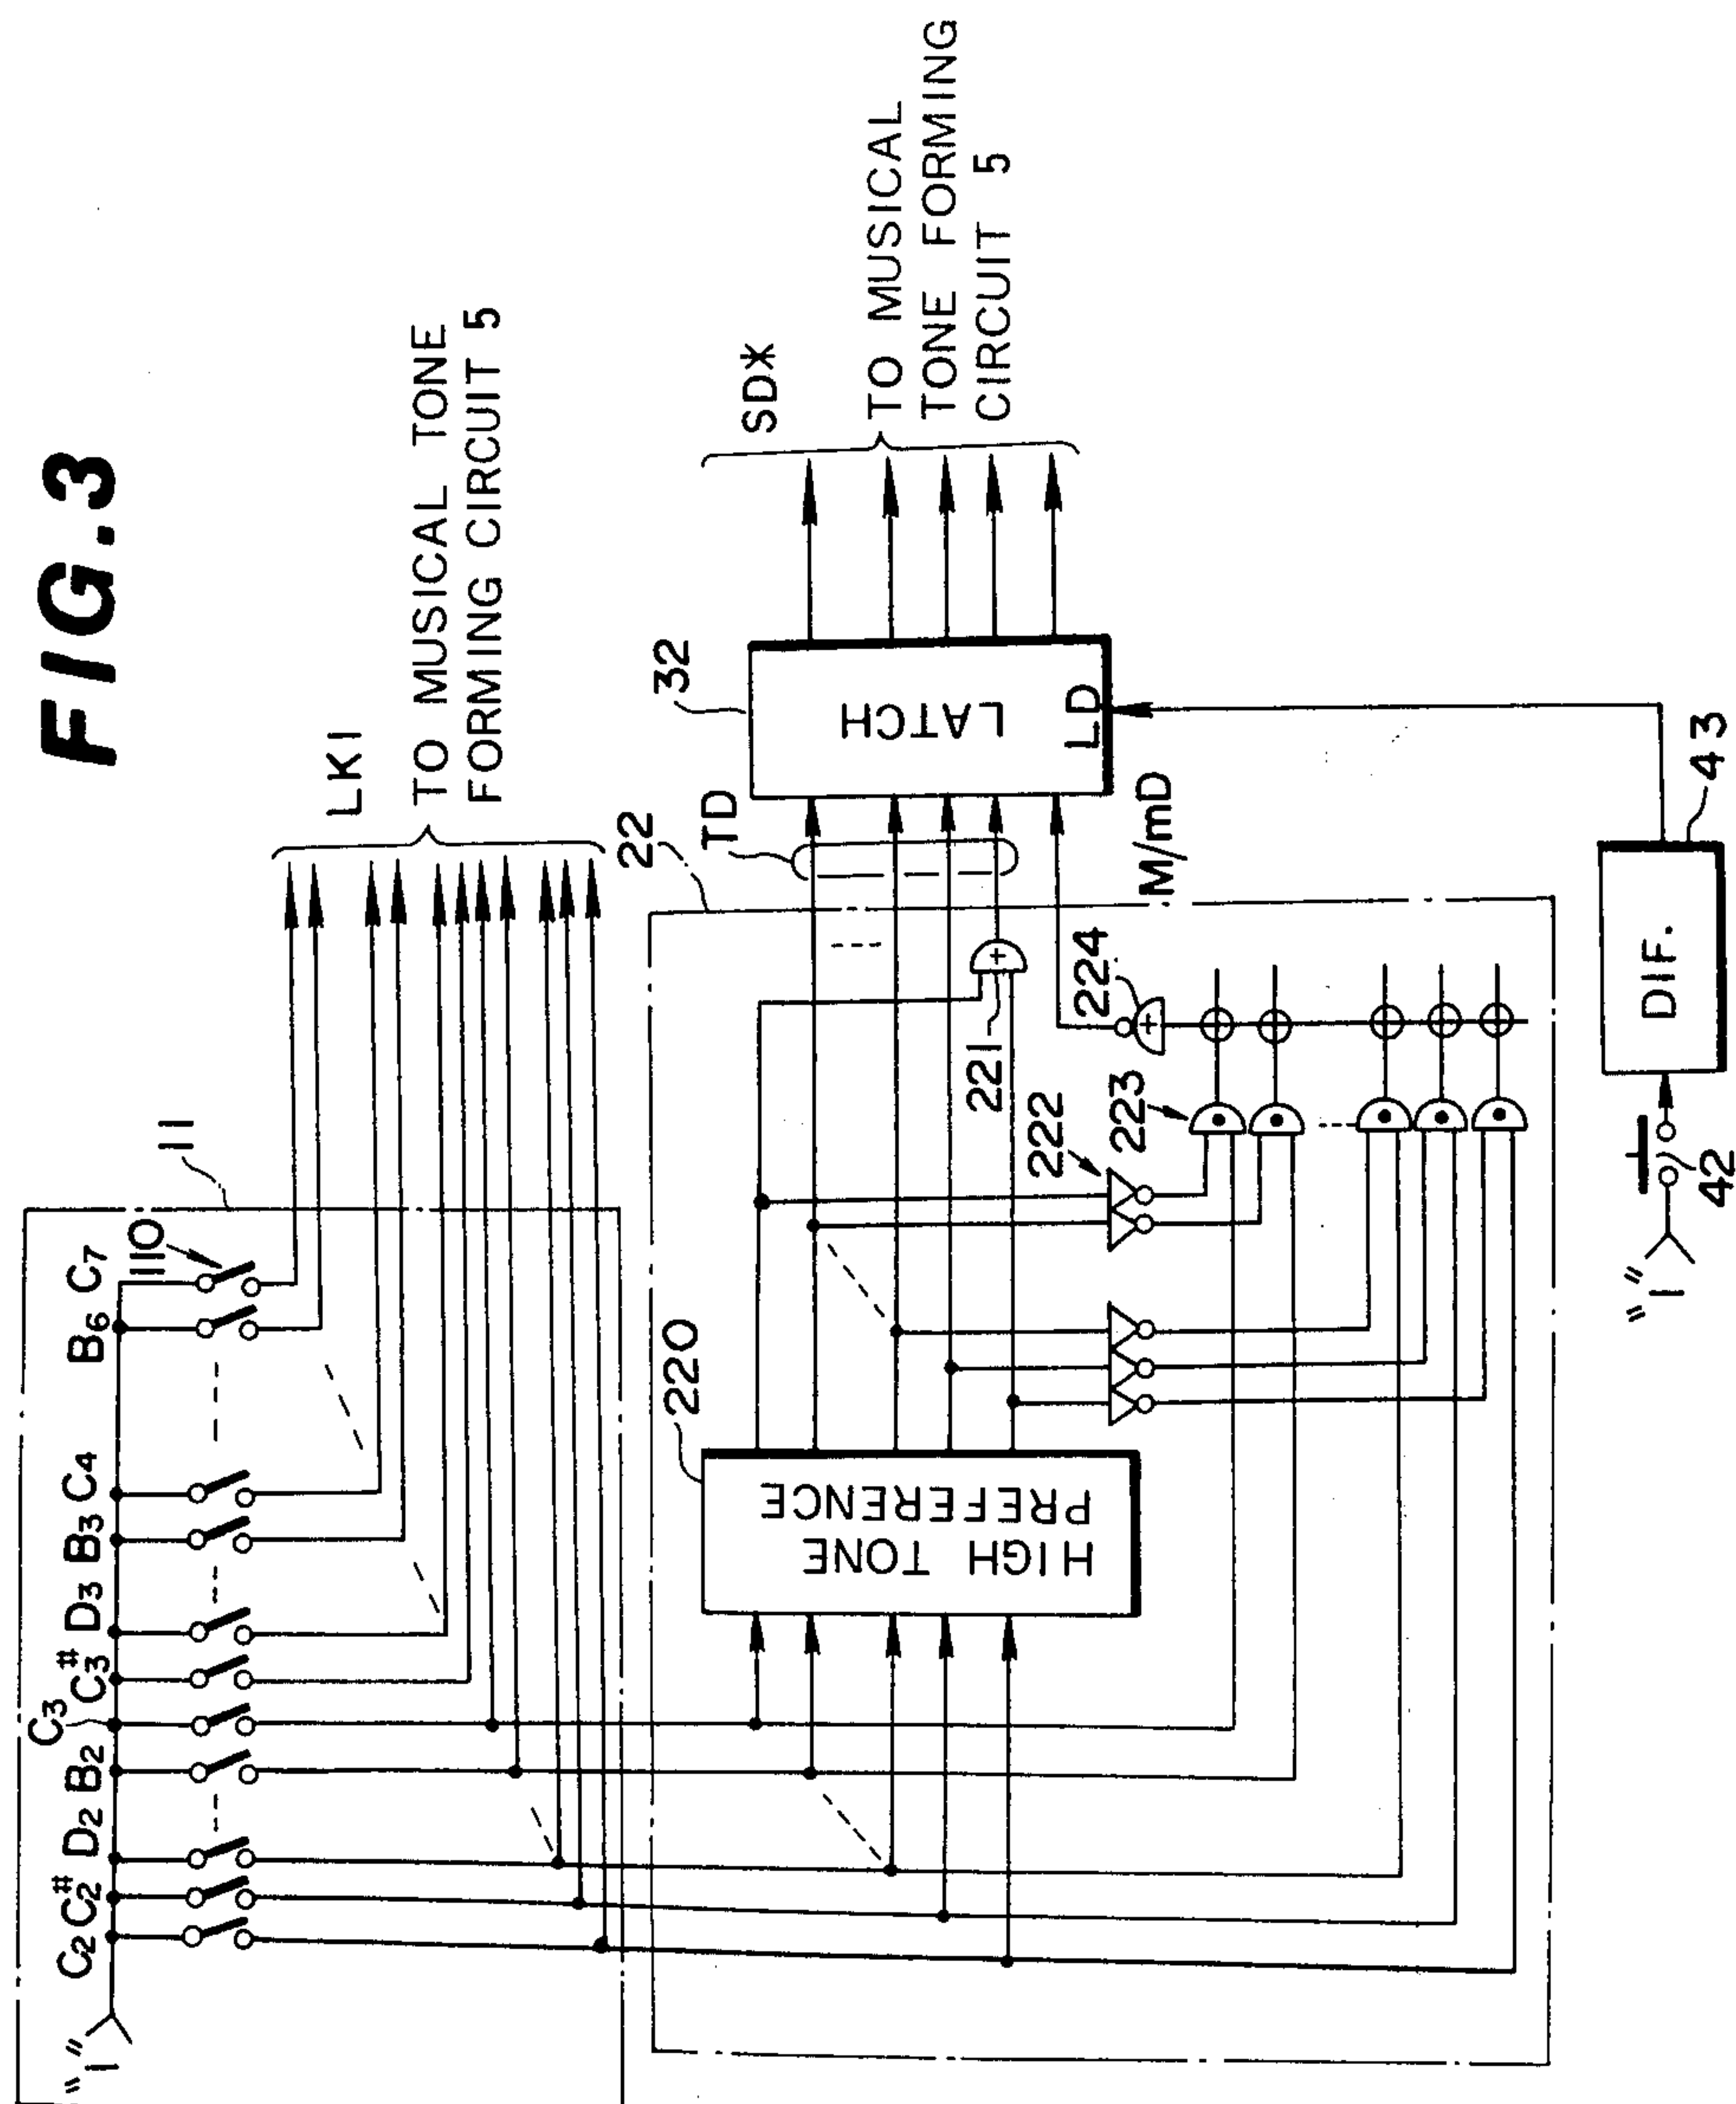 FIG.3
"1"
C2
C2#
D2
B2
C3
C3#
D3
B3
C4
B6
C7
110
11
LKI
TO MUSICAL TONE
FORMING CIRCUIT 5
22
220
HIGH TONE
PREFERENCE
TD
32
LATCH
LD
SDX
TO MUSICAL
TONE FORMING
CIRCUIT 5
221
222
223
224
M/mD
"1"
42
DIF.
43